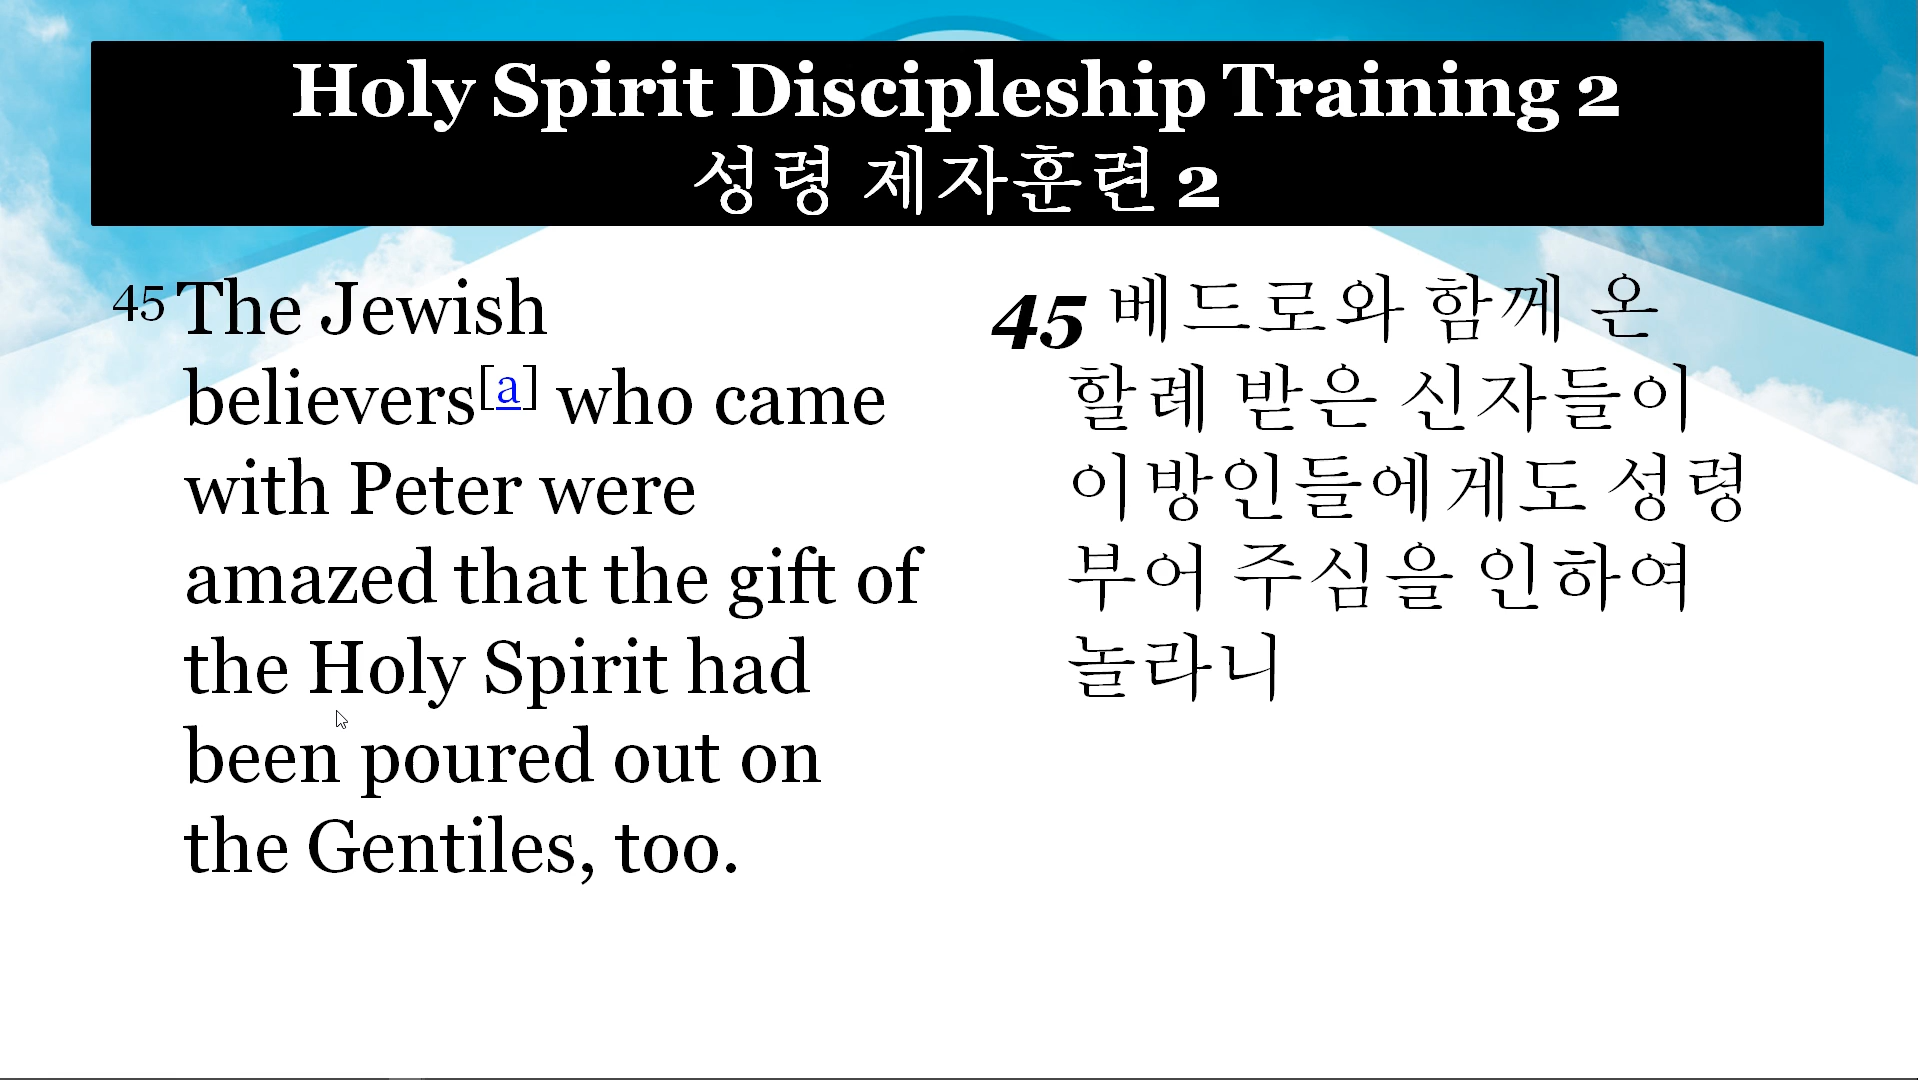 Holy Spirit Discipleship Training 2
성령 제자훈련 2
45 The Jewish
believers[a] who came
with Peter were
amazed that the gift of
the Holy Spirit had
been poured out on
the Gentiles, too.
45 베드로와 함께 온
할례 받은 신자들이
이방인들에게도 성령
부어 주심을 인하여
놀라니